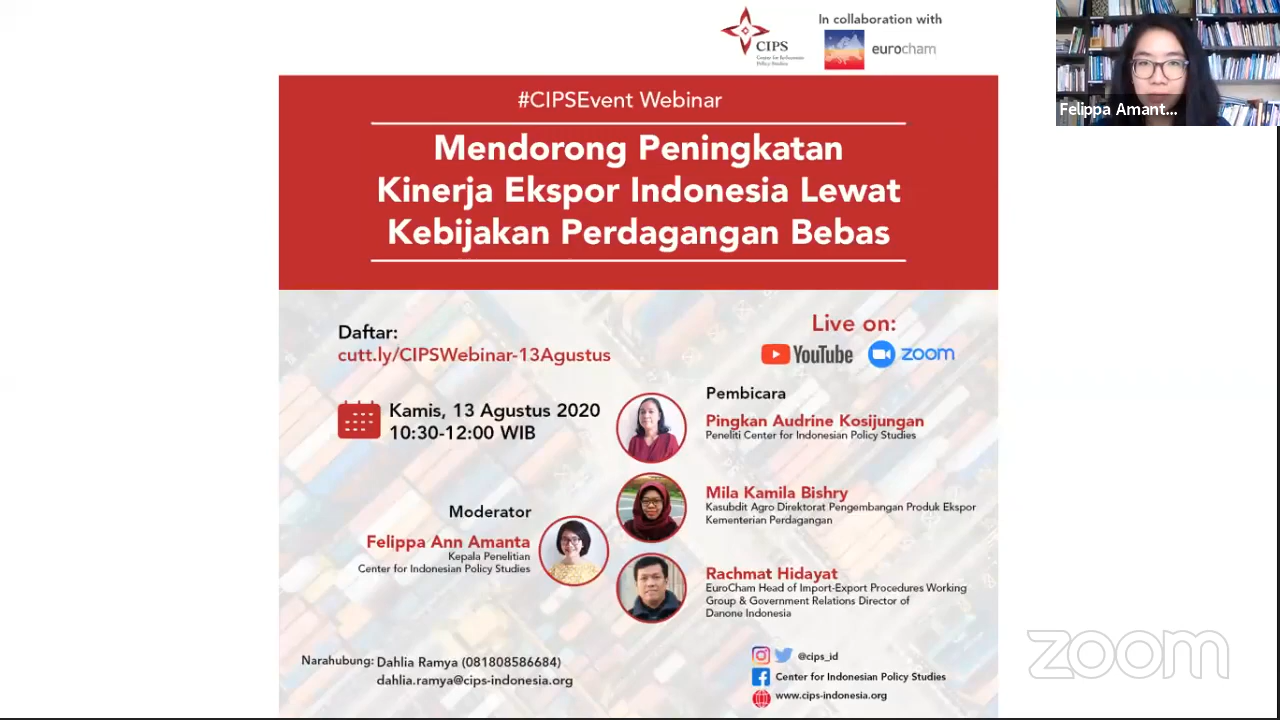 CIPS
Center for Indonesian
Policy Studies
In collaboration with
eurocham
Felippa Amant...
#CIPSEvent Webinar
Mendorong Peningkatan
Kinerja Ekspor Indonesia Lewat
Kebijakan Perdagangan Bebas
Daftar:
cutt.ly/CIPSWebinar-13Agustus
Live on:
YouTube zoom
Kamis, 13 Agustus 2020
10:30-12:00 WIB
Pembicara
Pingkan Audrine Kosijungan
Peneliti Center for Indonesian Policy Studies
Mila Kamila Bishry
Kasubdit Agro Direktorat Pengembangan Produk Ekspor
Kementerian Perdagangan
Moderator
Felippa Ann Amanta
Kepala Penelitian
Center for Indonesian Policy Studies
Rachmat Hidayat
EuroCham Head of Import-Export Procedures Working
Group & Government Relations Director of
Danone Indonesia
Narahubung: Dahlia Ramya (081808586684)
dahlia.ramya@cips-indonesia.org
@cips_id
Center for Indonesian Policy Studies
www.cips-indonesia.org
zoom